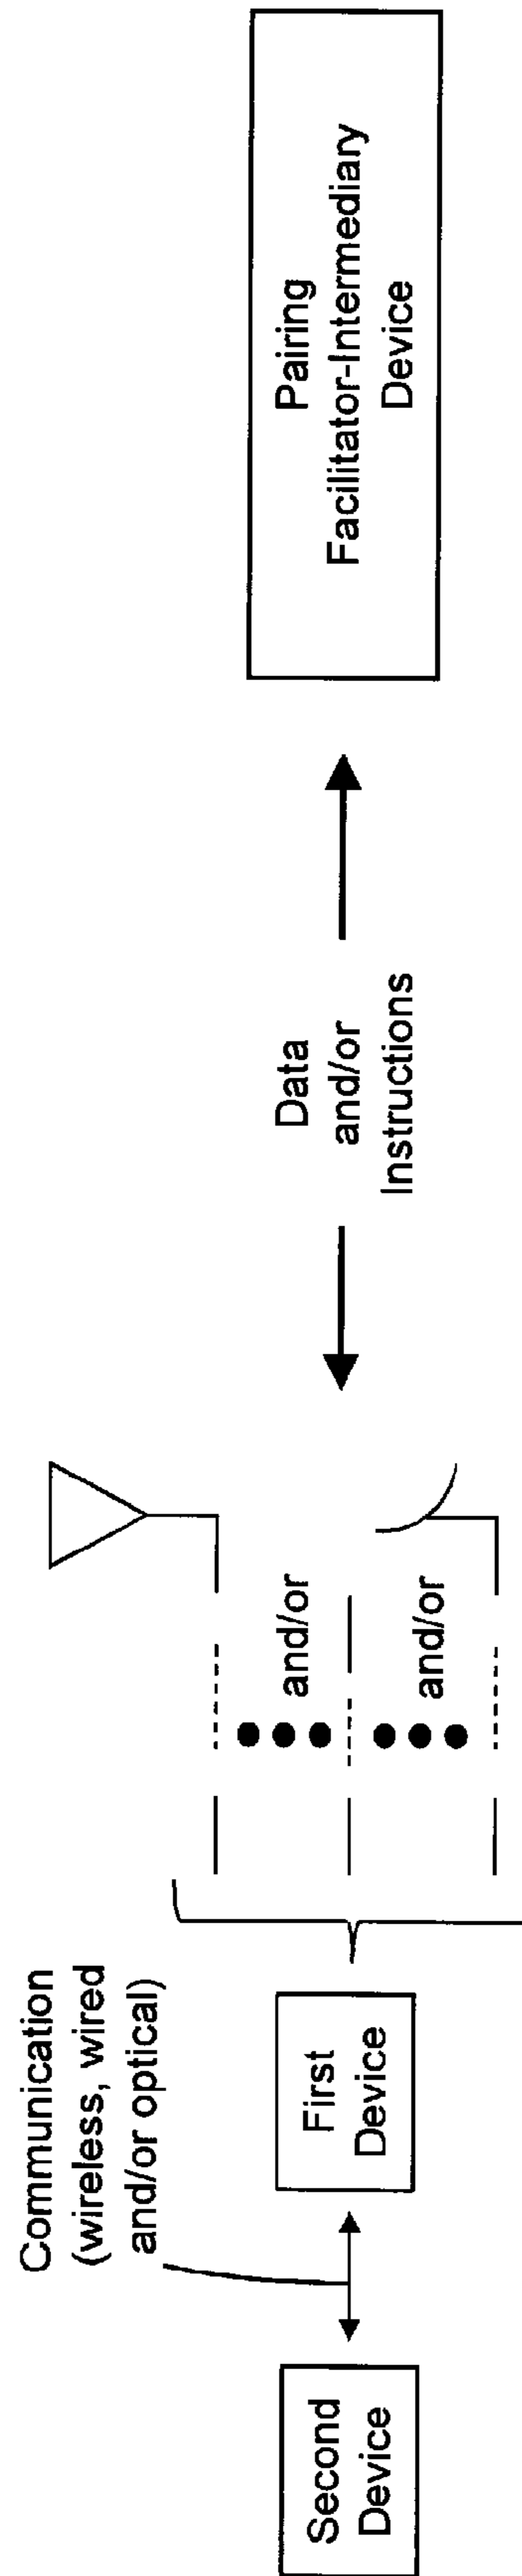 Communication
(wireless, wired
and/or optical)
Second
Device
First
Device
and/or
and/or
Data
and/or
Instructions
Pairing
Facilitator-Intermediary
Device